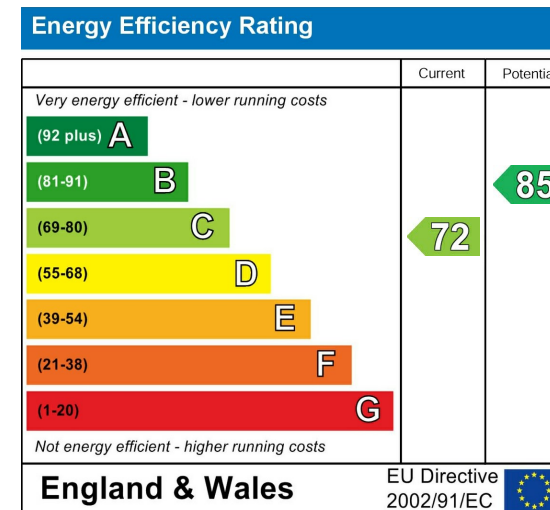 Energy Efficiency Rating
Current Potentia
Very energy efficient - lower running costs
(92 plus) A
(81-91) B
85
(69-80) C
72
(55-68) D
(39-54) E
(21-38) F
(1-20) G
Not energy efficient - higher running costs
England & Wales
EU Directive
2002/91/EC